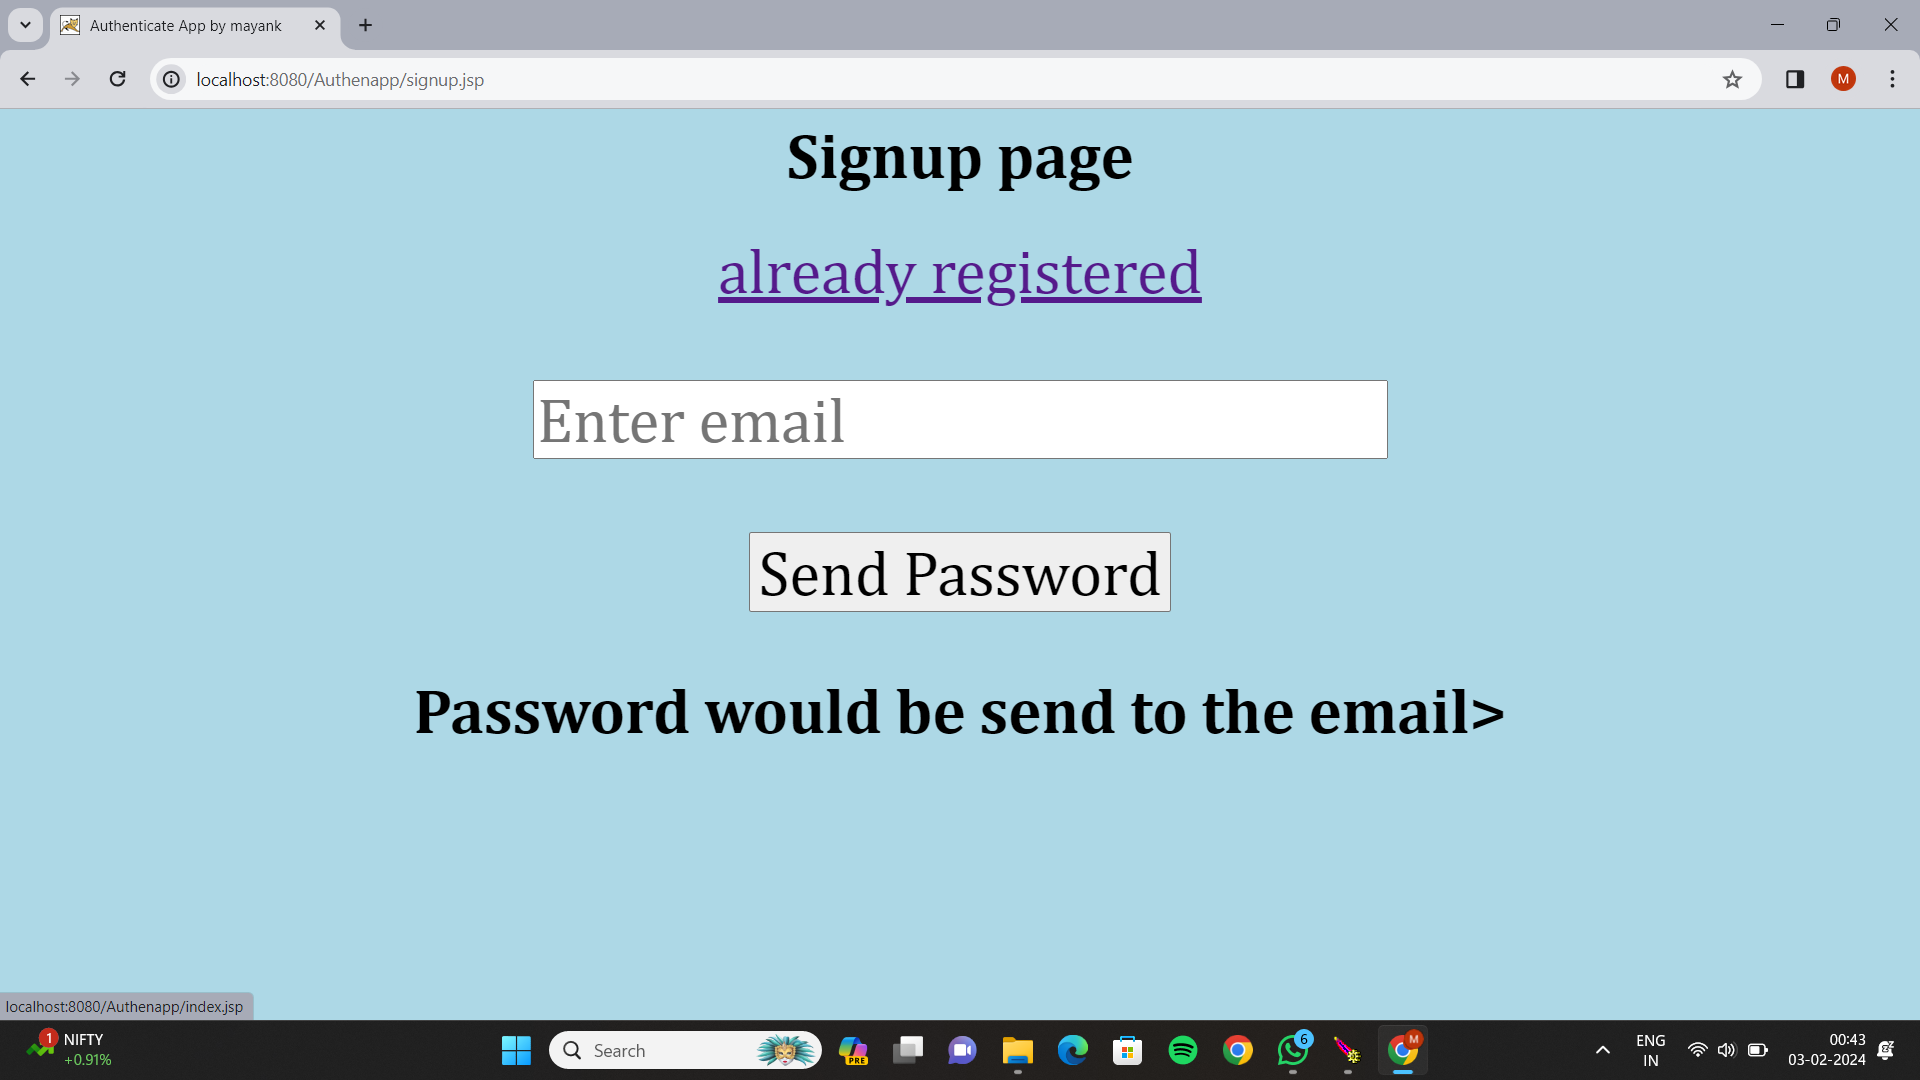 Authenticate App by mayank
localhost:8080/Authenapp/signup.jsp
M
Signup page
already registered
Enter email
Send Password
Password would be send to the email>
localhost:8080/Authenapp/index.jsp
1
NIFTY
+0.91%
Search
PRE
6
M
ENG
IN
00:43
03-02-2024